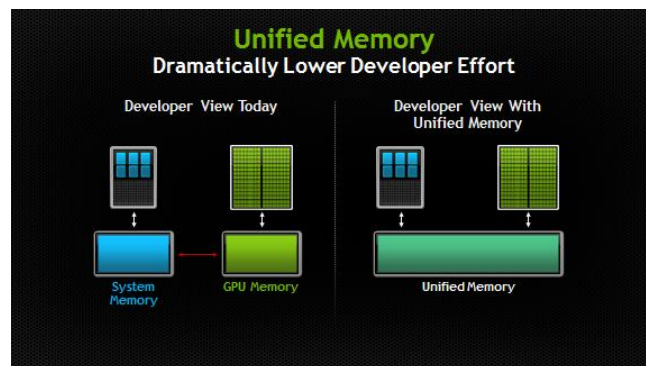 Unified Memory
Dramatically Lower Developer Effort
Developer View Today
Developer View With
Unified Memory
System
Memory
GPU Memory
Unified Memory